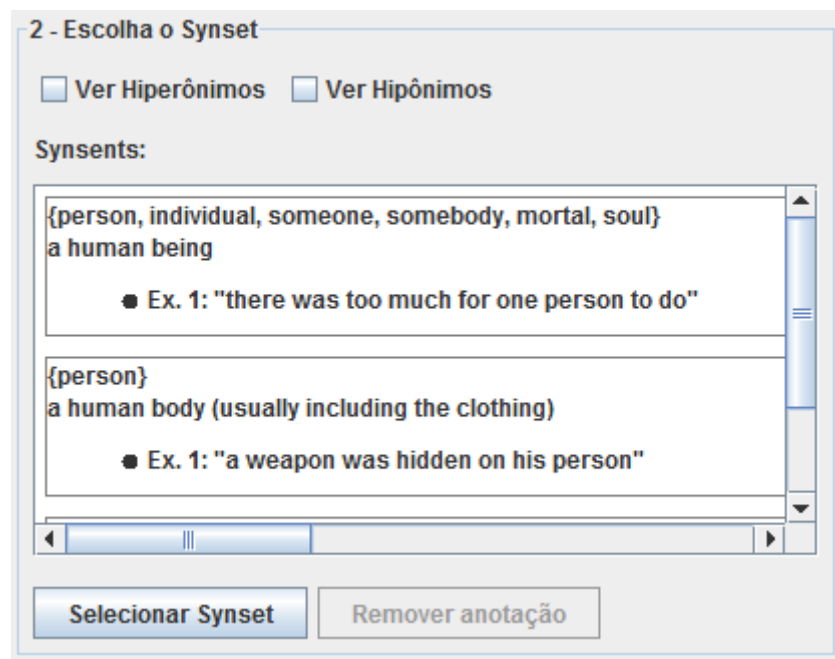 2 - Escolha o Synset
Ver Hiperônimos Ver Hipônimos
Synsents:
{person, individual, someone, somebody, mortal, soul}
a human being
● Ex. 1: "there was too much for one person to do"
{person}
a human body (usually including the clothing)
● Ex. 1: "a weapon was hidden on his person"
Selecionar Synset Remover anotação